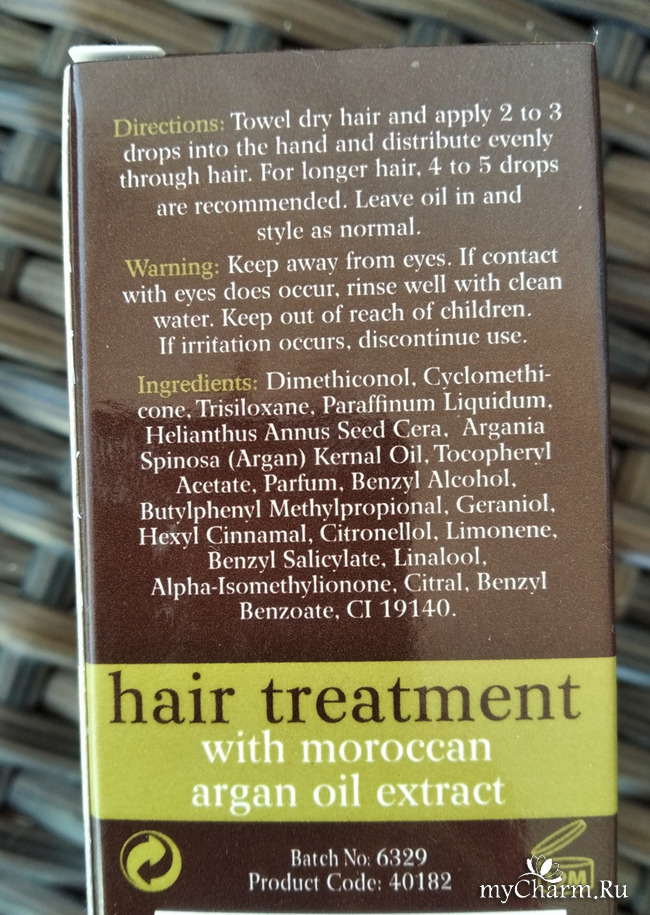 Directions: Towel dry hair and apply 2 to 3
drops into the hand and distribute evenly
through hair. For longer hair, 4 to 5 drops
are recommended. Leave oil in and
style as normal.
Warning: Keep away from eyes. If contact
with eyes does occur, rinse well with clean
water. Keep out of reach of children.
If irritation occurs, discontinue use.
Ingredients: Dimethiconol, Cyclomethi-
cone, Trisiloxane, Paraffinum Liquidum,
Helianthus Annus Seed Cera, Argania
Spinosa (Argan) Kernal Oil, Tocopheryl
Acetate, Parfum, Benzyl Alcohol,
Butylphenyl Methylpropional, Geraniol,
Hexyl Cinnamal, Citronellol, Limonene,
Benzyl Salicylate, Linalool,
Alpha-Isomethylionone, Citral, Benzyl
Benzoate, CI 19140.
hair treatment
with moroccan
argan oil extract
Batch No: 6329
Product Code: 40182
myCharm.Ru